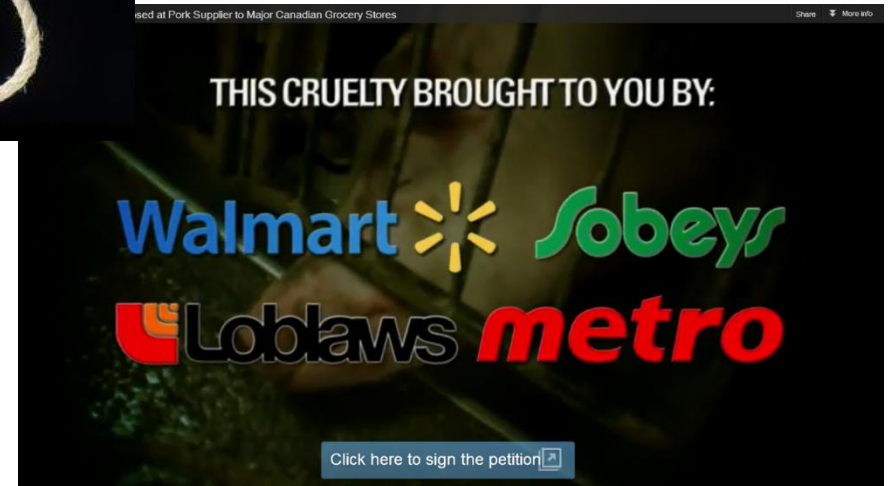 sed at Pork Supplier to Major Canadian Grocery Stores
Share More info
THIS CRUELTY BROUGHT TO YOU BY:
Walmart Sobeys
Loblaws metro
Click here to sign the petition